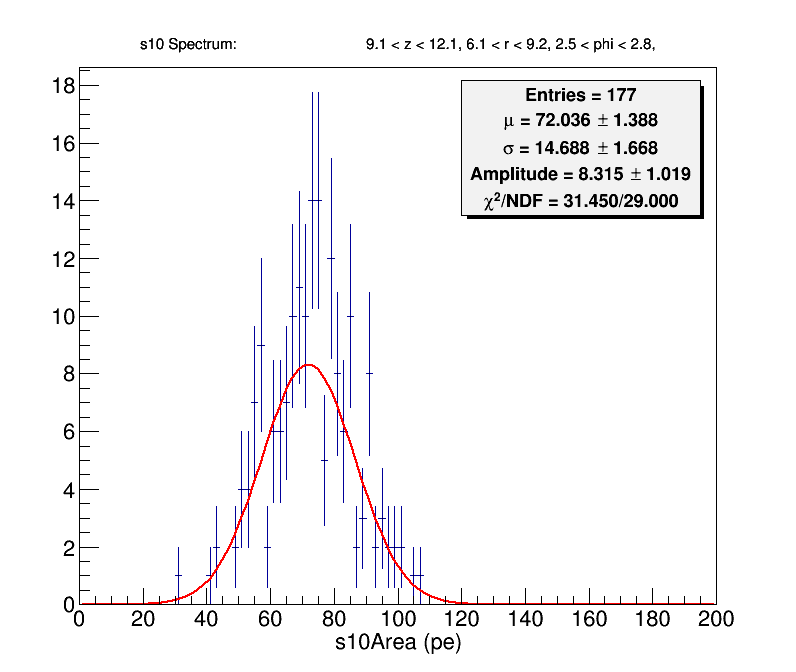 s10 Spectrum: 9.1 < z < 12.1, 6.1 < r < 9.2, 2.5 < phi < 2.8,
Entries = 177
μ = 72.036 ± 1.388
σ = 14.688 ± 1.668
Amplitude = 8.315 ± 1.019
χ²/NDF = 31.450/29.000
18
16
14
12
10
8
6
4
2
0
0 20 40 60 80 100 120 140 160 180 200
s10Area (pe)